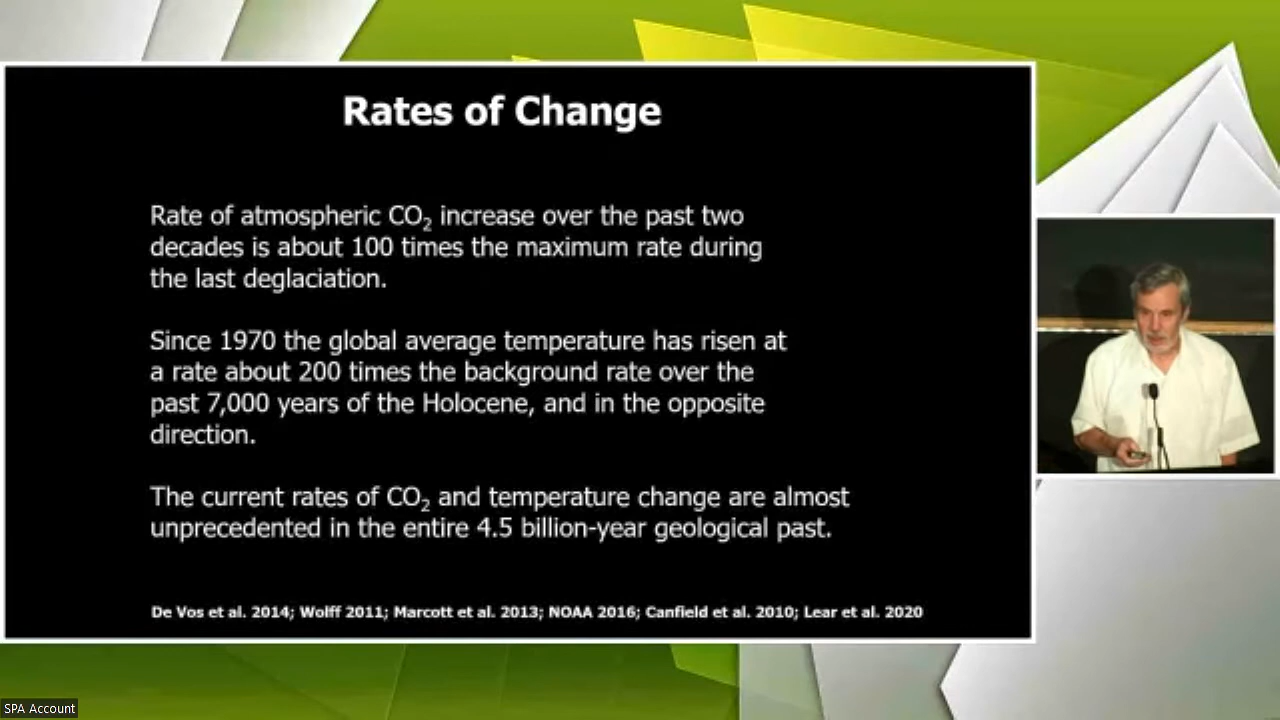 Rates of Change
Rate of atmospheric CO₂ increase over the past two
decades is about 100 times the maximum rate during
the last deglaciation.
Since 1970 the global average temperature has risen at
a rate about 200 times the background rate over the
past 7,000 years of the Holocene, and in the opposite
direction.
The current rates of CO₂ and temperature change are almost
unprecedented in the entire 4.5 billion-year geological past.
De Vos et al. 2014; Wolff 2011; Marcott et al. 2013; NOAA 2016; Canfield et al. 2010; Lear et al. 2020
SPA Account